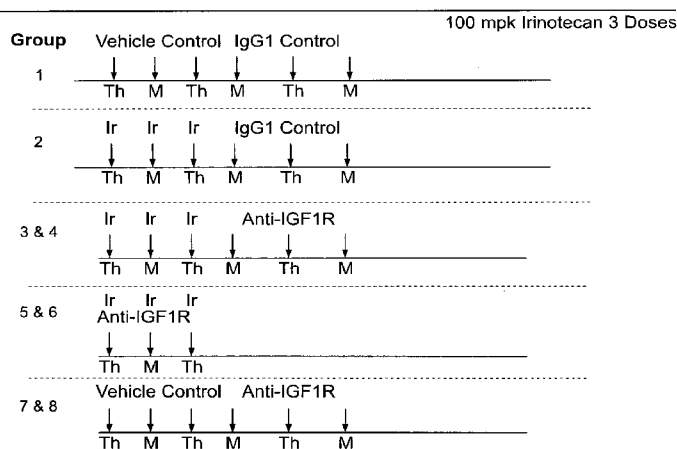 100 mpk Irinotecan 3 Doses
Group
Vehicle Control IgG1 Control
1
Th M Th M Th M
Ir Ir Ir IgG1 Control
2
Th M Th M Th M
Ir Ir Ir Anti-IGF1R
3 & 4
Th M Th M Th M
Ir Ir Ir
5 & 6
Anti-IGF1R
Th M Th
Vehicle Control Anti-IGF1R
7 & 8
Th M Th M Th M